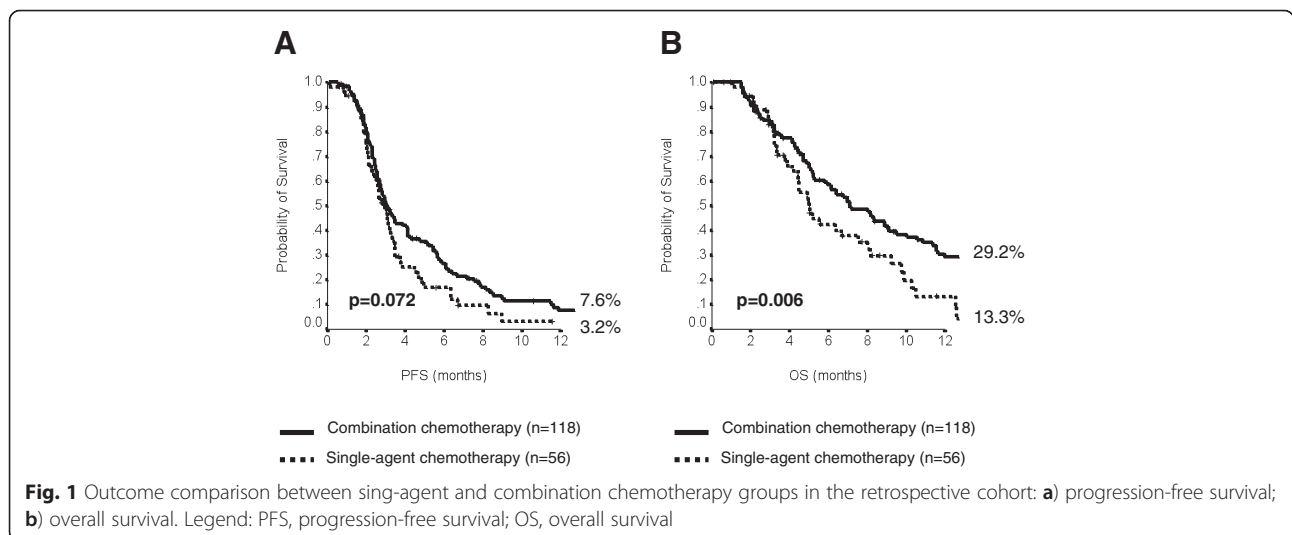 A
B
1.0
.9
.8
.7
.6
.5
.4
.3
.2
.1
0.0
Probability of Survival
p=0.072
7.6%
3.2%
0 2 4 6 8 10 12
PFS (months)
1.0
.9
.8
.7
.6
.5
.4
.3
.2
.1
0.0
Probability of Survival
p=0.006
29.2%
13.3%
0 2 4 6 8 10 12
OS (months)
Combination chemotherapy (n=118)
Single-agent chemotherapy (n=56)
Combination chemotherapy (n=118)
Single-agent chemotherapy (n=56)
Fig. 1 Outcome comparison between sing-agent and combination chemotherapy groups in the retrospective cohort: a) progression-free survival;
b) overall survival. Legend: PFS, progression-free survival; OS, overall survival